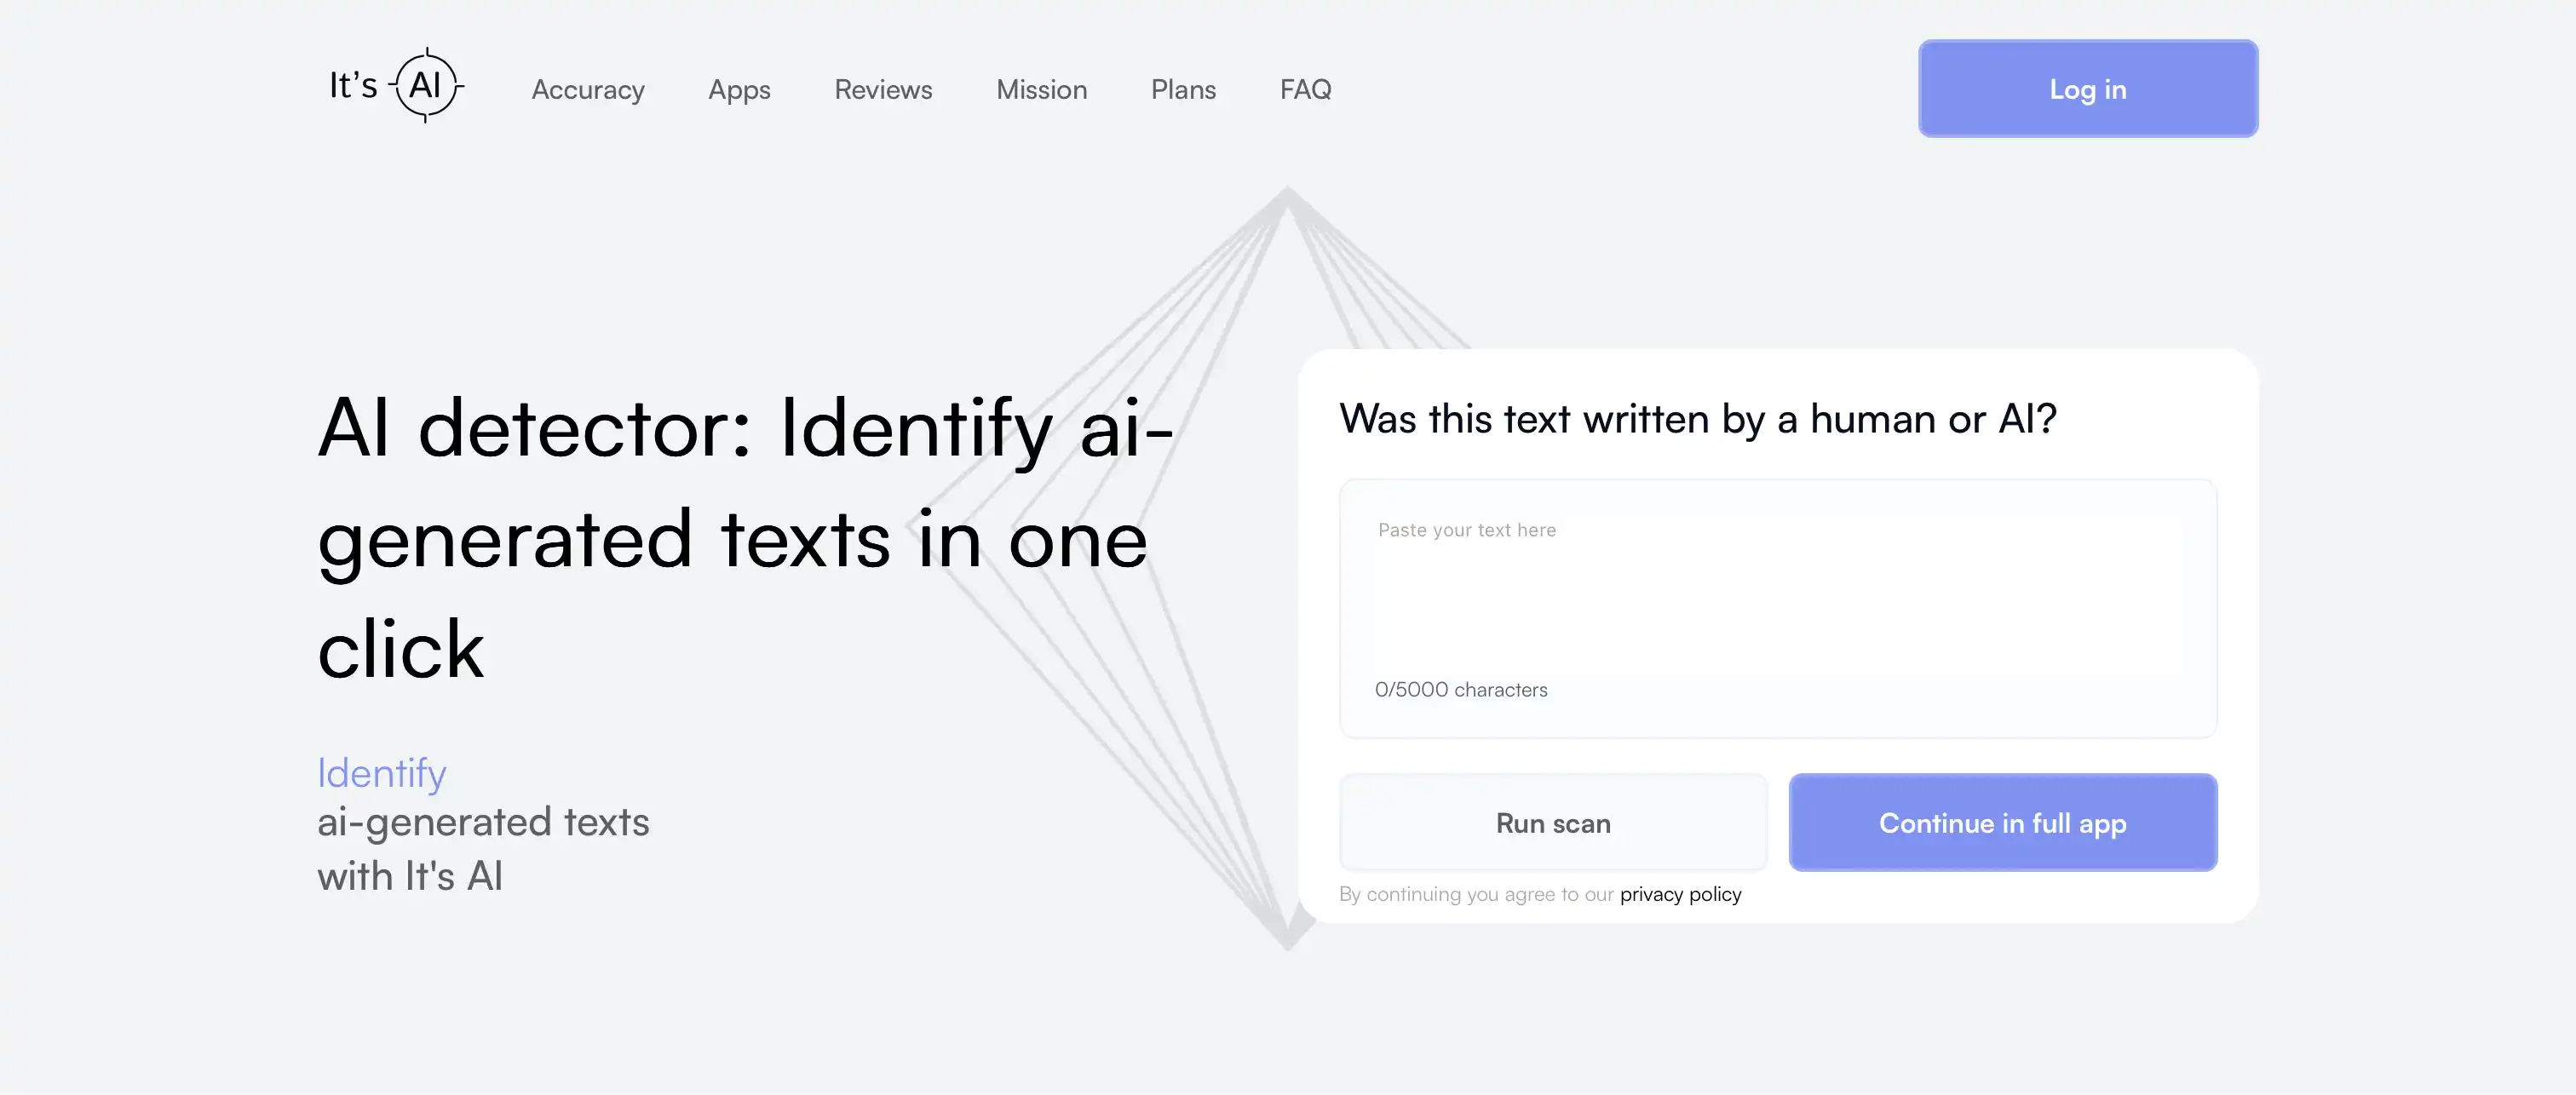 It's AI
Accuracy
Apps
Reviews
Mission
Plans
FAQ
Log in
AI detector: Identify ai-
generated texts in one
click
Identify
ai-generated texts
with It's AI
Was this text written by a human or AI?
Paste your text here
0/5000 characters
Run scan
Continue in full app
By continuing you agree to our privacy policy